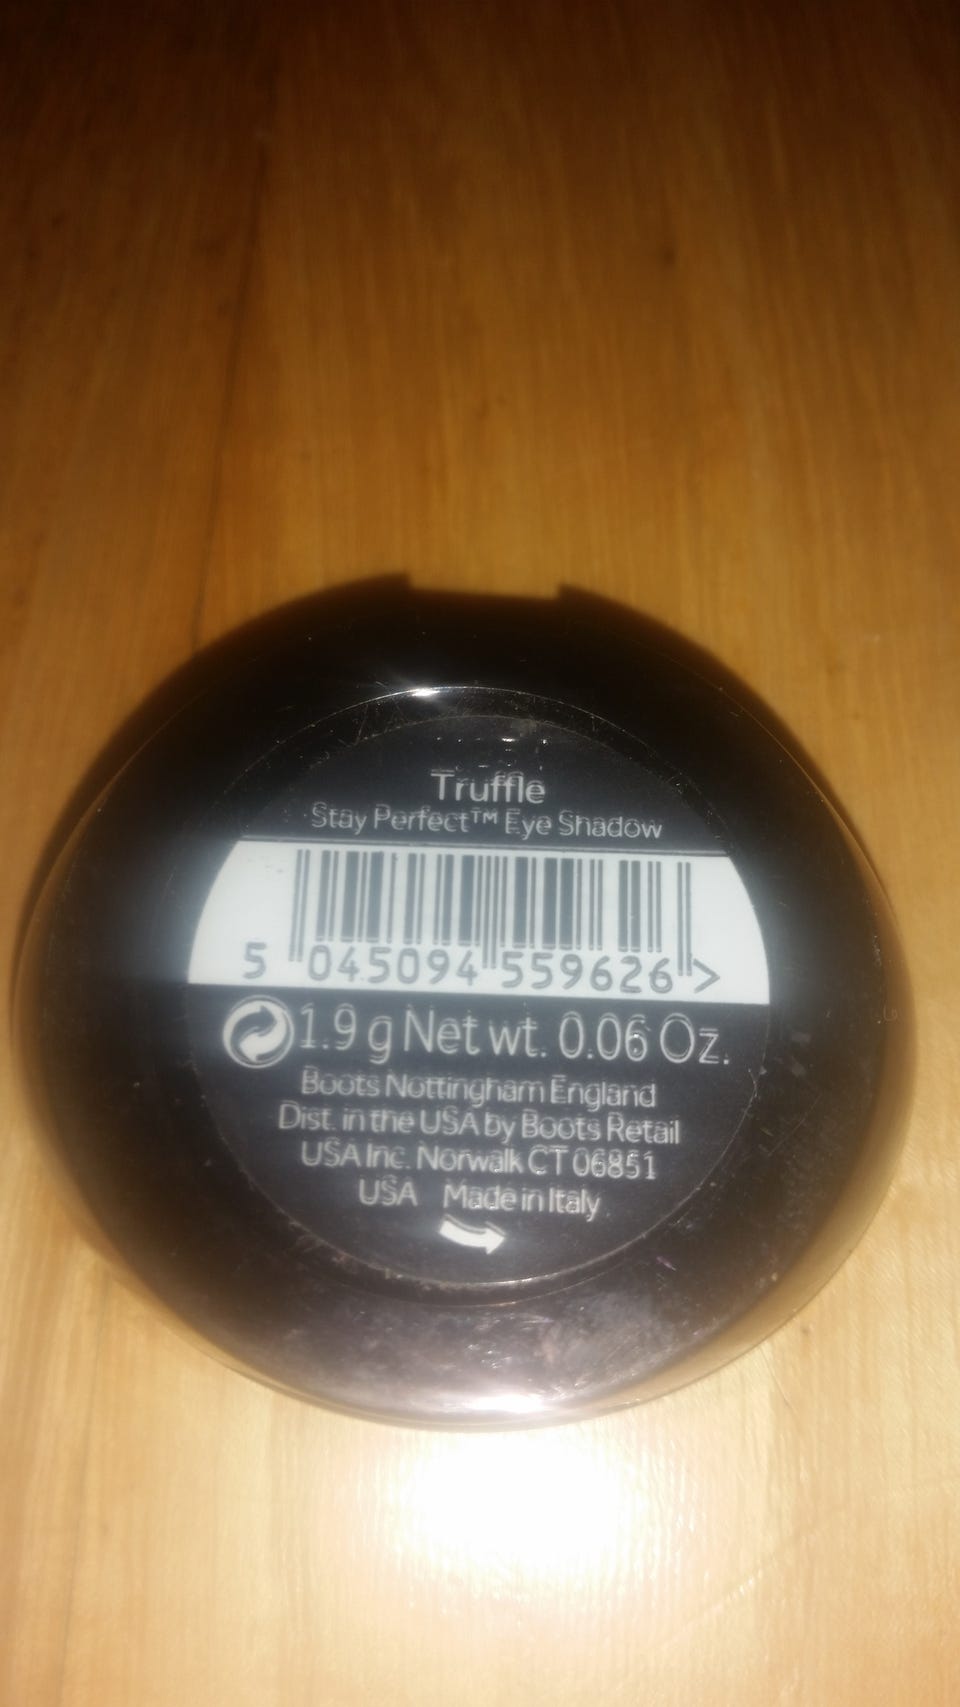 Truffle
Stay Perfect™ Eye Shadow
5 045094 559626 >
1.9 g Net wt. 0.06 Oz.
Boots Nottingham England
Dist. in the USA by Boots Retail
USA Inc. Norwalk CT 06851
USA Made in Italy